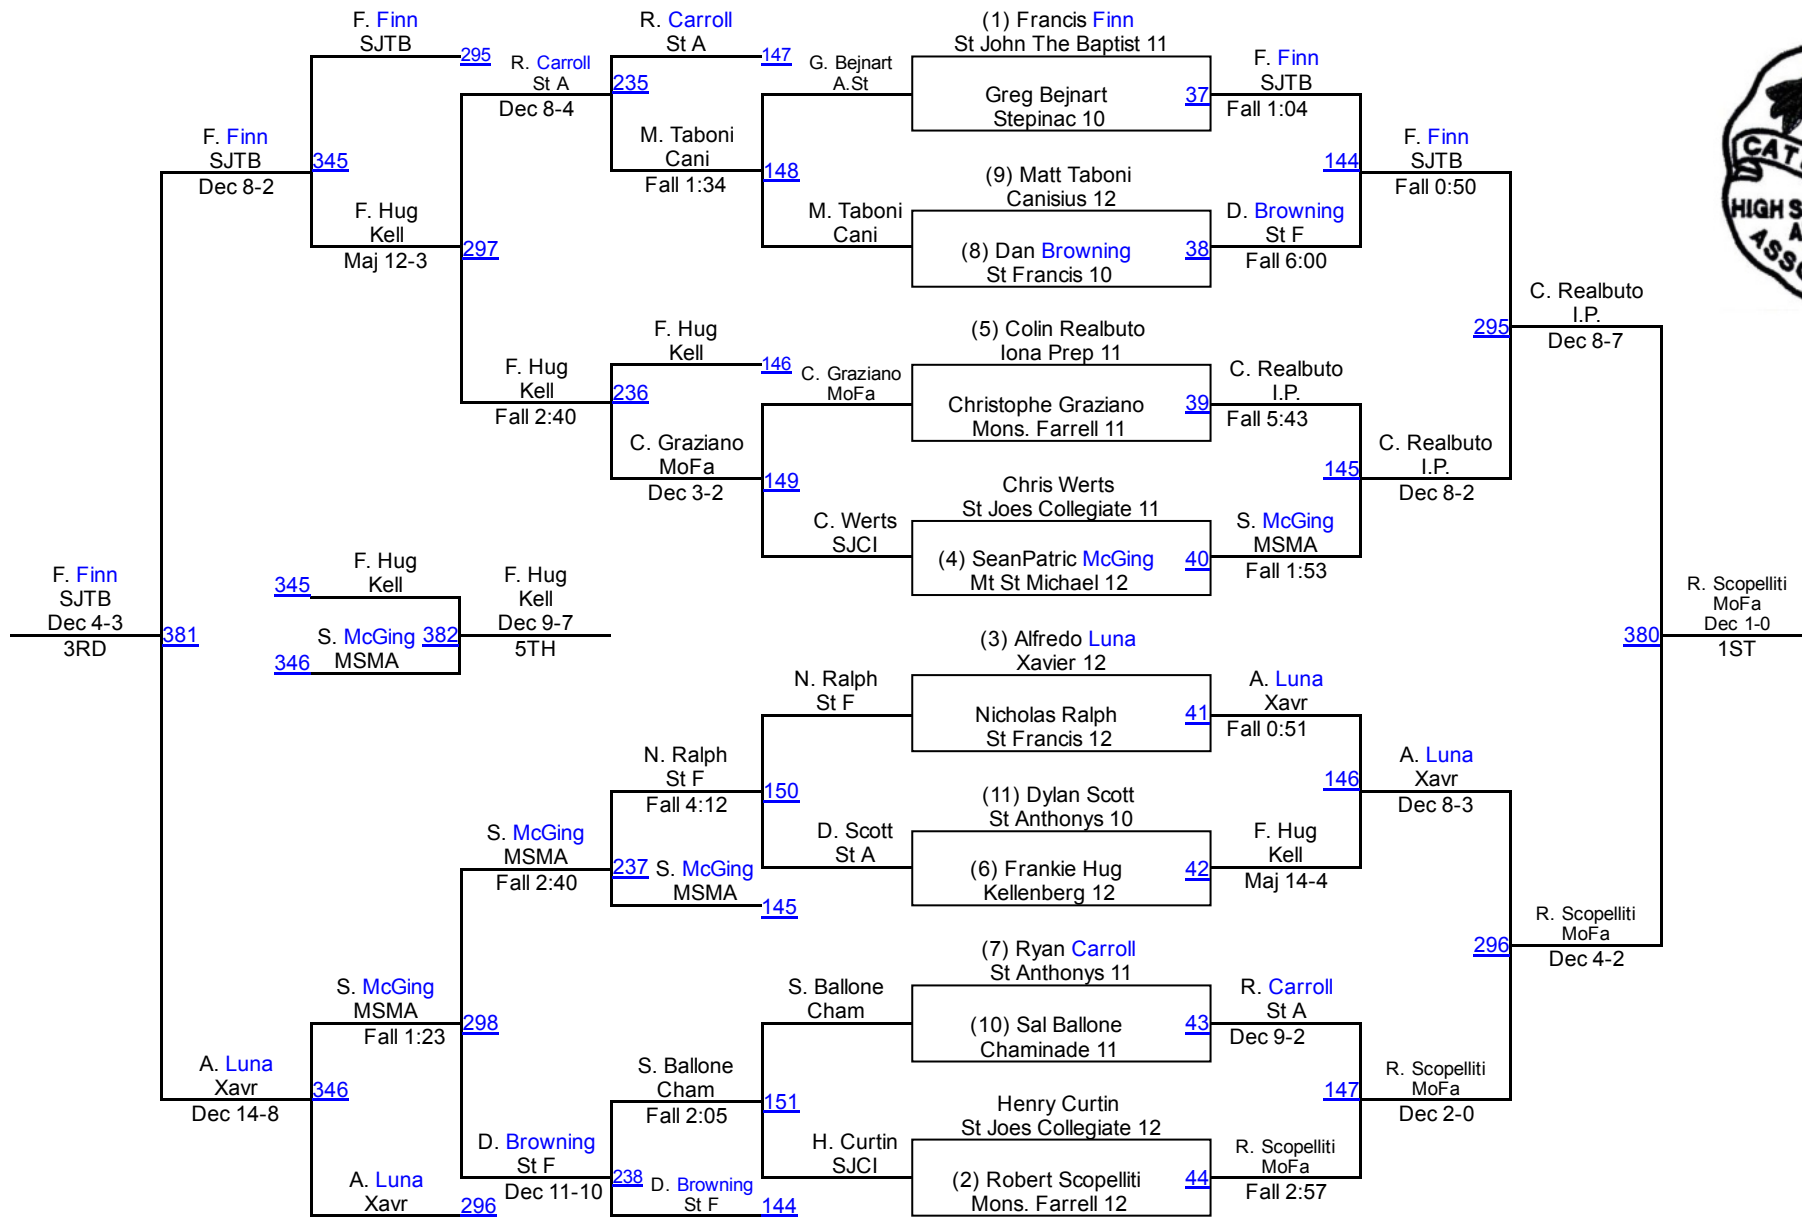 F. Finn
SJTB
295
R. Carroll
St A
Dec 8-4
R. Carroll
St A
147
235
G. Bejnart
A.St
(1) Francis Finn
St John The Baptist 11
Greg Bejnart
Stepinac 10
37
F. Finn
SJTB
Fall 1:04
F. Finn
SJTB
Dec 8-2
345
M. Taboni
Cani
Fall 1:34
148
(9) Matt Taboni
Canisius 12
144
F. Finn
SJTB
Fall 0:50
F. Hug
Kell
Maj 12-3
297
M. Taboni
Cani
(8) Dan Browning
St Francis 10
38
D. Browning
St F
Fall 6:00
CAT
HIGH S
A
ASSO
F. Hug
Kell
146
(5) Colin Realbuto
Iona Prep 11
295
C. Realbuto
I.P.
Dec 8-7
F. Hug
Kell
Fall 2:40
236
C. Graziano
MoFa
Christophe Graziano
Mons. Farrell 11
39
C. Realbuto
I.P.
Fall 5:43
C. Graziano
MoFa
Dec 3-2
149
Chris Werts
St Joes Collegiate 11
145
C. Realbuto
I.P.
Dec 8-2
C. Werts
SJCI
(4) SeanPatric McGing
Mt St Michael 12
40
S. McGing
MSMA
Fall 1:53
F. Finn
SJTB
Dec 4-3
3RD
381
345
F. Hug
Kell
346
S. McGing
MSMA
382
F. Hug
Kell
Dec 9-7
5TH
380
R. Scopelliti
MoFa
Dec 1-0
1ST
(3) Alfredo Luna
Xavier 12
N. Ralph
St F
Nicholas Ralph
St Francis 12
41
A. Luna
Xavr
Fall 0:51
N. Ralph
St F
Fall 4:12
150
(11) Dylan Scott
St Anthonys 10
146
A. Luna
Xavr
Dec 8-3
S. McGing
MSMA
Fall 2:40
237
S. McGing
MSMA
145
D. Scott
St A
(6) Frankie Hug
Kellenberg 12
42
F. Hug
Kell
Maj 14-4
296
R. Scopelliti
MoFa
Dec 4-2
(7) Ryan Carroll
St Anthonys 11
S. McGing
MSMA
Fall 1:23
298
S. Ballone
Cham
(10) Sal Ballone
Chaminade 11
43
R. Carroll
St A
Dec 9-2
A. Luna
Xavr
Dec 14-8
346
S. Ballone
Cham
Fall 2:05
151
Henry Curtin
St Joes Collegiate 12
147
R. Scopelliti
MoFa
Dec 2-0
D. Browning
St F
Dec 11-10
238
D. Browning
St F
144
H. Curtin
SJCI
(2) Robert Scopelliti
Mons. Farrell 12
44
R. Scopelliti
MoFa
Fall 2:57
A. Luna
Xavr
296